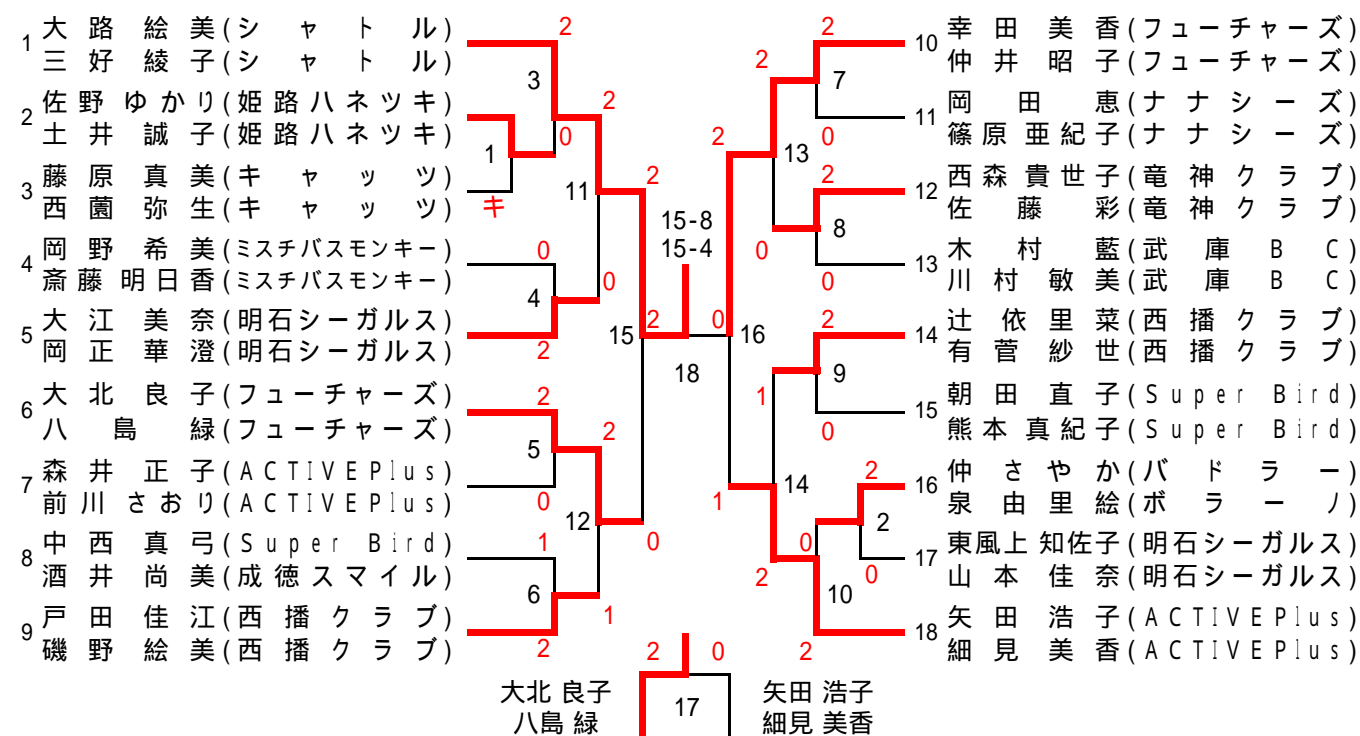 1 大路絵美(シャトル)
三好綾子(シャトル)
2 佐野ゆかり(姫路ハネツキ)
土井誠子(姫路ハネツキ)
3 藤原真美(キャッツ)
西薗弥生(キャッツ)
4 岡野希美(ミスチバスモンキー)
斎藤明日香(ミスチバスモンキー)
5 大江美奈(明石シーガルス)
岡正華澄(明石シーガルス)
6 大北良子(フューチャーズ)
八島緑(フューチャーズ)
7 森井正子(ACTIVEPlus)
前川さおり(ACTIVEPlus)
8 中西真弓(Super Bird)
酒井尚美(成徳スマイル)
9 戸田佳江(西播クラブ)
磯野絵美(西播クラブ)
2
3
2
0
1
キ
11
2
0
4
0
2
15
2
2
5
2
0
12
0
1
6
1
2
15-8
15-4
2
0
18
2
2
7
2
0
13
2
0
8
16
2
9
1
0
14
1
2
2
0
0
10
2
10 幸田美香(フューチャーズ)
仲井昭子(フューチャーズ)
11 岡田恵(ナナシーズ)
篠原亜紀子(ナナシーズ)
12 西森貴世子(竜神クラブ)
佐藤彩(竜神クラブ)
13 木村藍(武庫BC)
川村敏美(武庫BC)
14 辻依里菜(西播クラブ)
有菅紗世(西播クラブ)
15 朝田直子(Super Bird)
熊本真紀子(Super Bird)
16 仲さやか(バドラー)
泉由里絵(ボラーノ)
17 東風上知佐子(明石シーガルス)
山本佳奈(明石シーガルス)
18 矢田浩子(ACTIVEPlus)
細見美香(ACTIVEPlus)
2 0
大北 良子 17 矢田 浩子
八島 緑 細見 美香